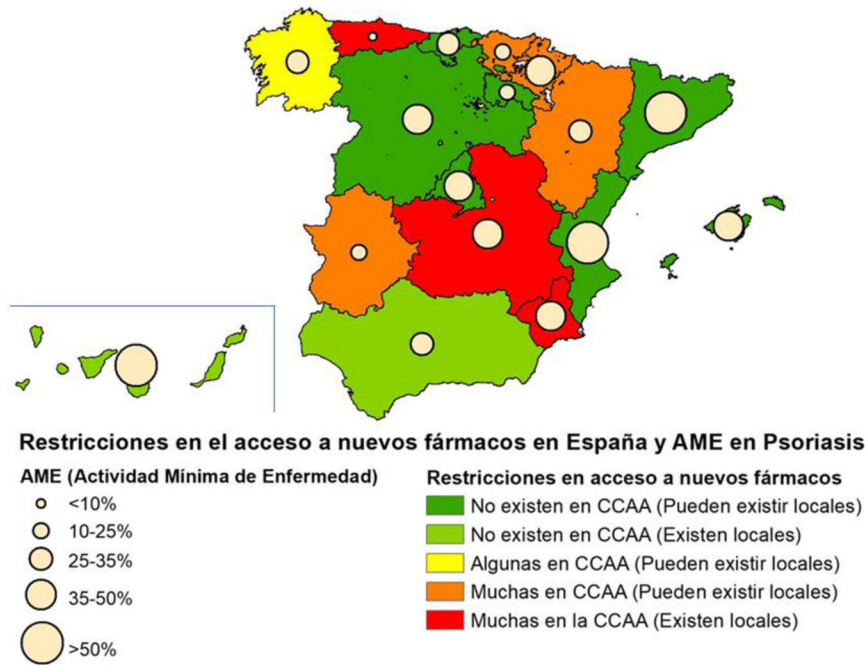 Restricciones en el acceso a nuevos fármacos en España y AME en Psoriasis
AME (Actividad Mínima de Enfermedad)
<10%
10-25%
25-35%
35-50%
>50%
Restricciones en acceso a nuevos fármacos
No existen en CCAA (Pueden existir locales)
No existen en CCAA (Existen locales)
Algunas en CCAA (Pueden existir locales)
Muchas en CCAA (Pueden existir locales)
Muchas en la CCAA (Existen locales)